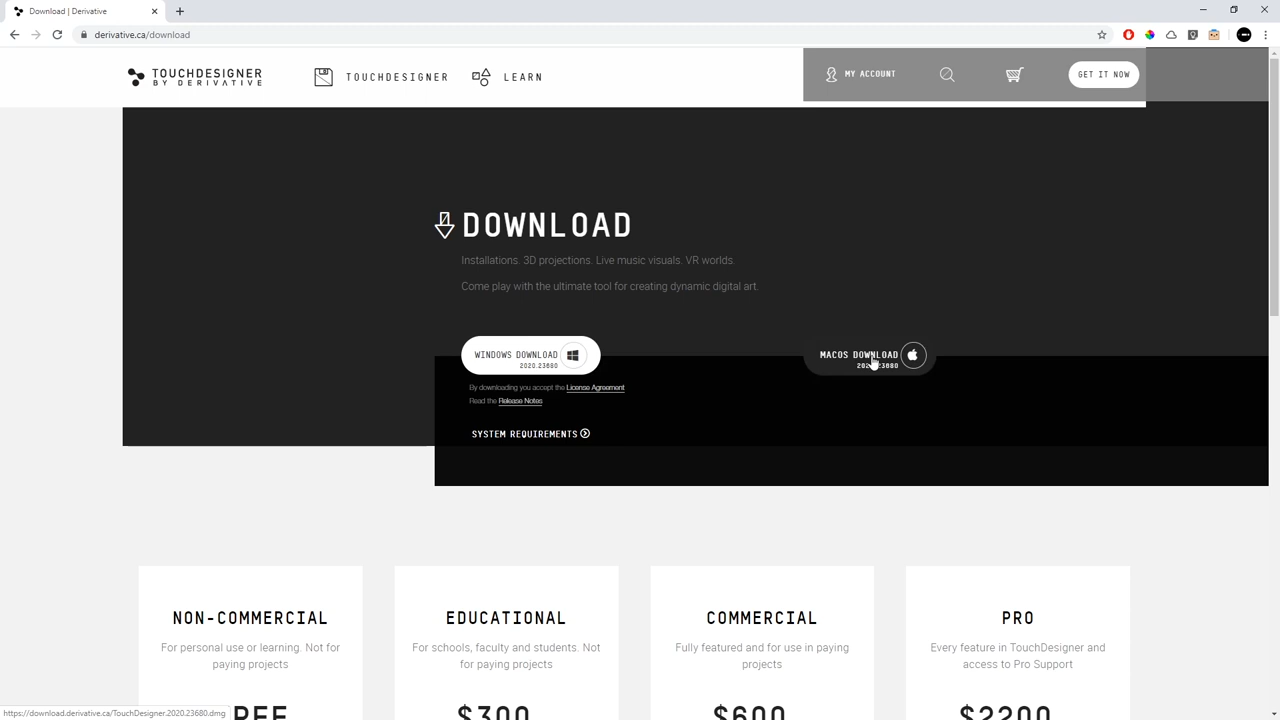 Download | Derivative
derivative.ca/download
TOUCHDESIGNER
BY DERIVATIVE
TOUCHDESIGNER
LEARN
MY ACCOUNT
GET IT NOW
DOWNLOAD
Installations. 3D projections. Live music visuals. VR worlds.
Come play with the ultimate tool for creating dynamic digital art.
WINDOWS DOWNLOAD
2020.23680
MACOS DOWNLOAD
By downloading you accept the License Agreement
Read the Release Notes
SYSTEM REQUIREMENTS
NON-COMMERCIAL
For personal use or learning. Not for
paying projects
EDUCATIONAL
For schools, faculty and students. Not
for paying projects
COMMERCIAL
Fully featured and for use in paying
projects
PRO
Every feature in TouchDesigner and
access to Pro Support
$300
$600
$2200
https://download.derivative.ca/TouchDesigner.2020.23680.dmg